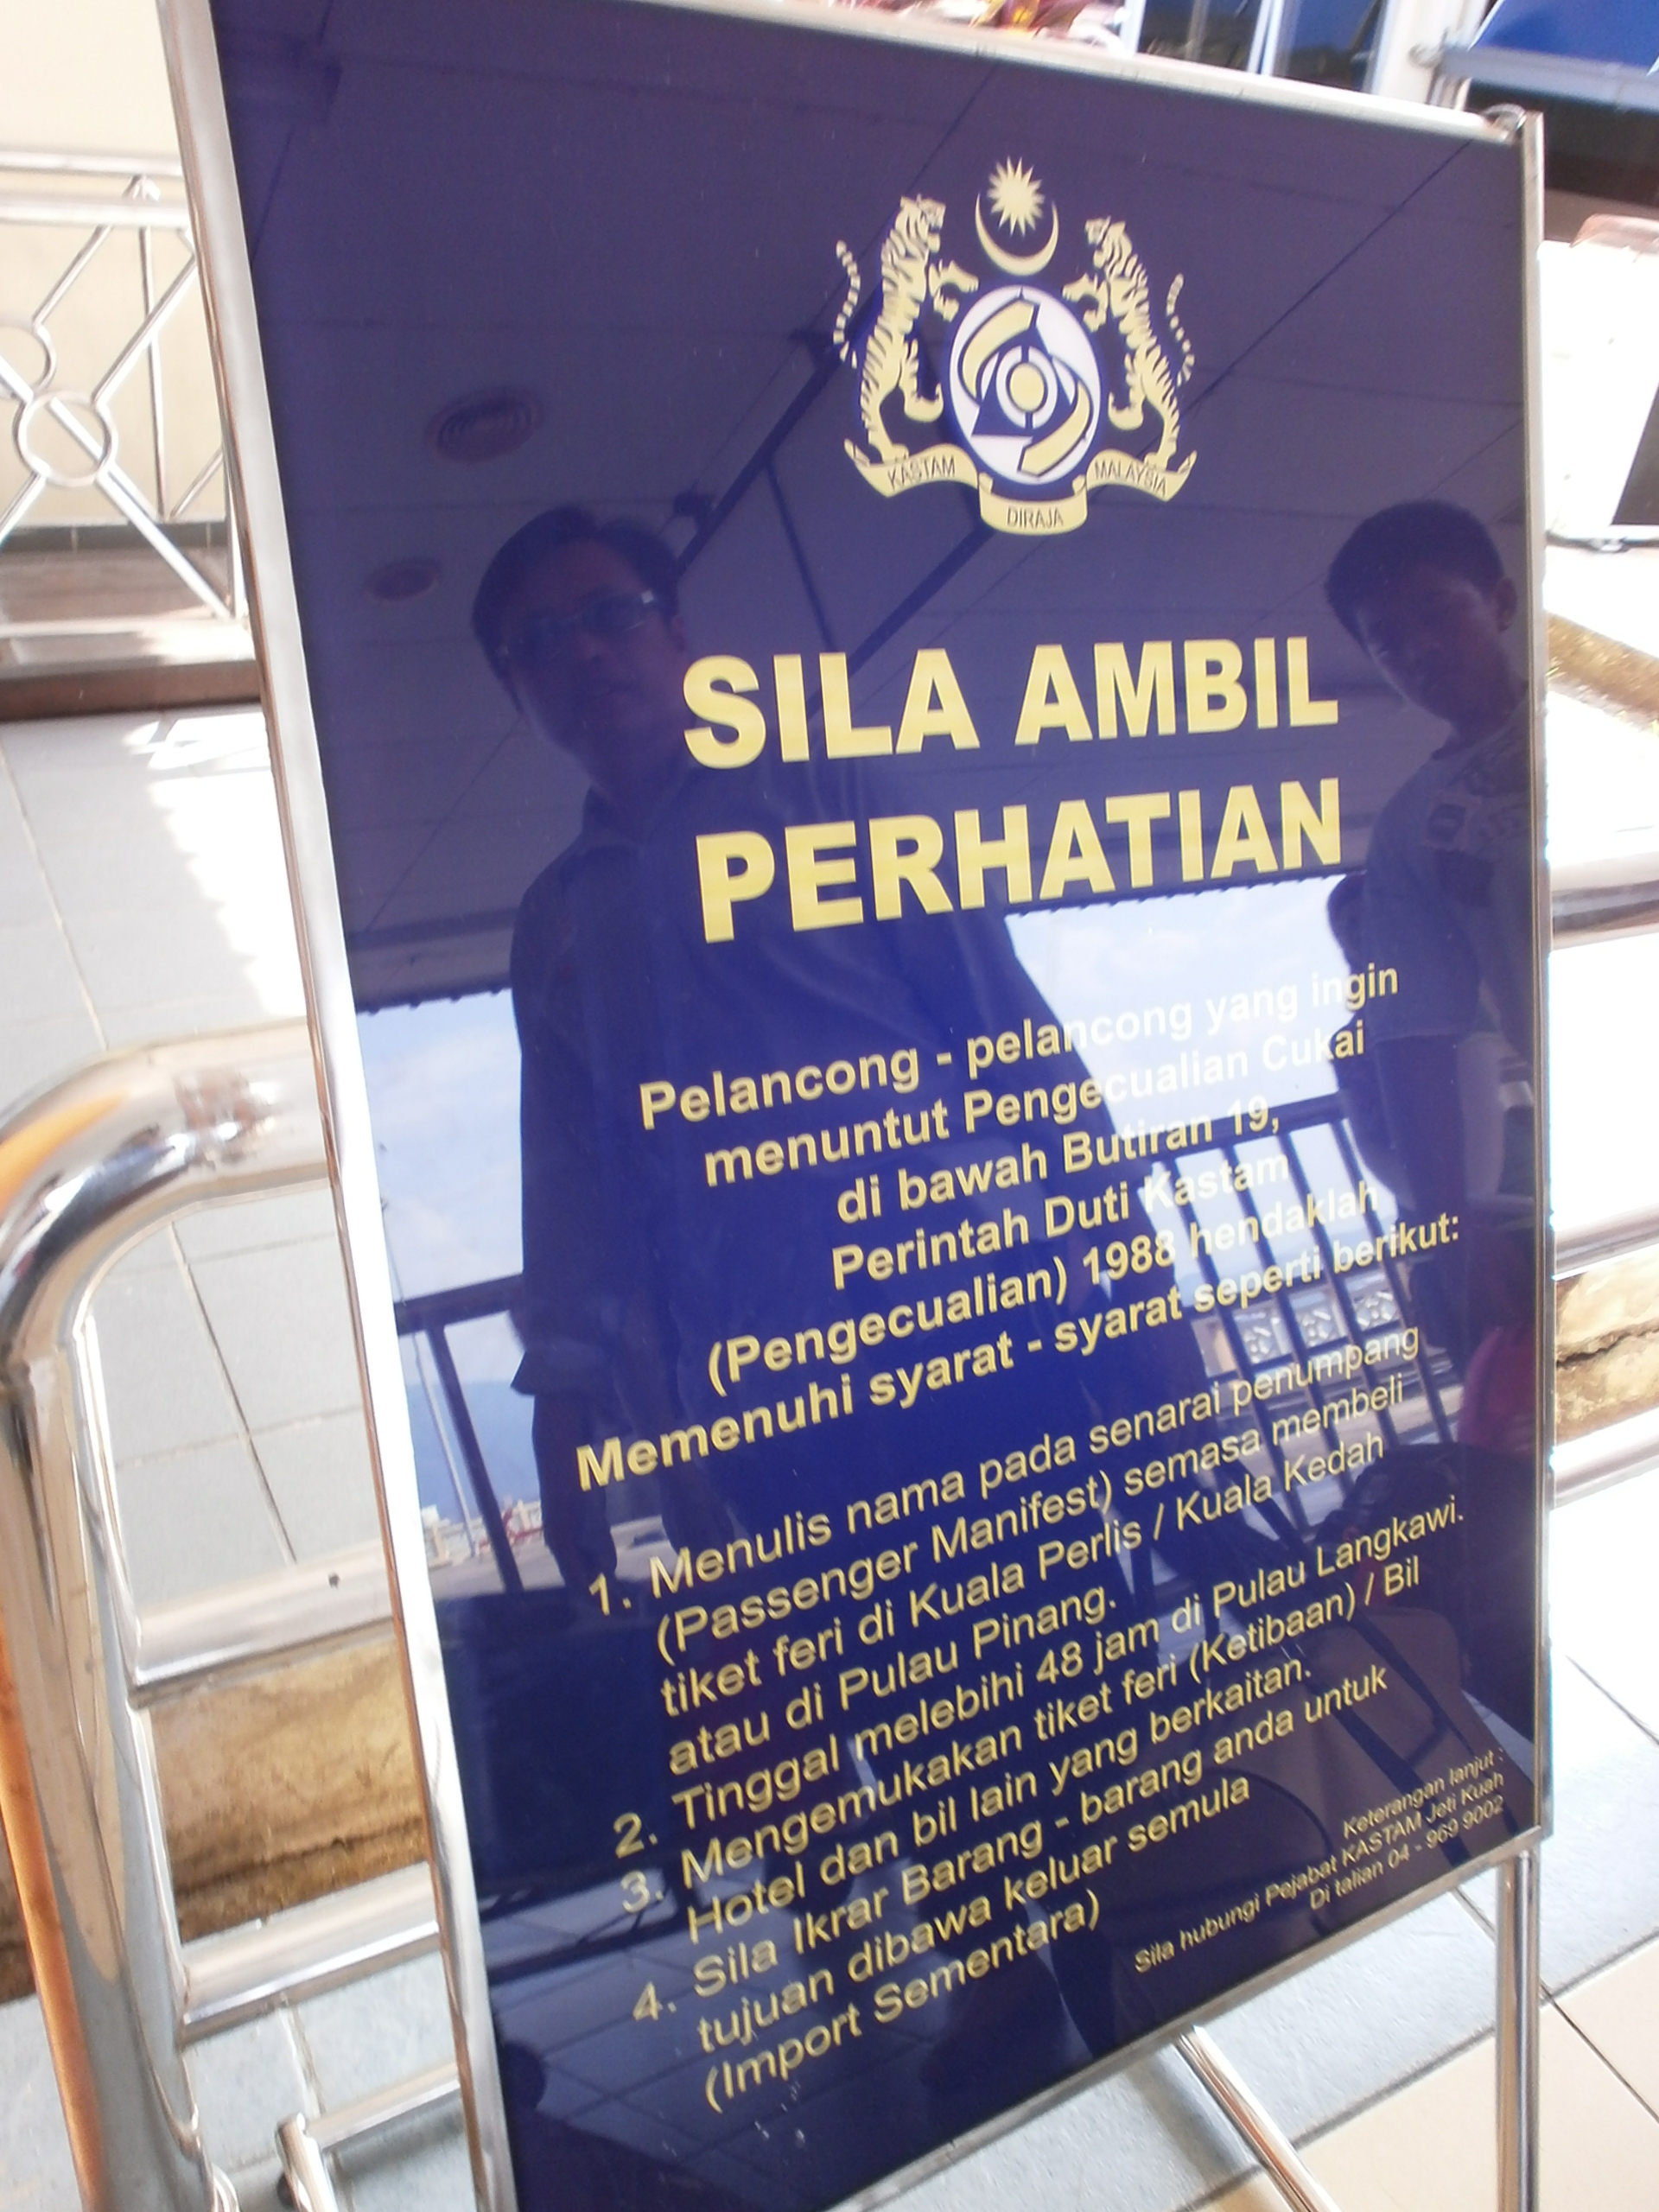 KASTAM DIRAJA MALAYSIA
SILA AMBIL
PERHATIAN
Pelancong - pelancong yang ingin
menuntut Pengecualian Cukai
di bawah Butiran 19,
Perintah Duti Kastam
(Pengecualian) 1988 hendaklah
Memenuhi syarat - syarat seperti berikut:
1. Menulis nama pada senarai penumpang
(Passenger Manifest) semasa membeli
tiket feri di Kuala Perlis / Kuala Kedah
atau di Pulau Pinang.
2. Tinggal melebihi 48 jam di Pulau Langkawi.
3. Mengemukakan tiket feri (Ketibaan) / Bil
Hotel dan bil lain yang berkaitan.
4. Sila Ikrar Barang - barang anda untuk
tujuan dibawa keluar semula
(Import Sementara)
Keterangan lanjut :
Sila hubungi Pejabat KASTAM Jeti Kuah
Di talian 04 - 969 9002